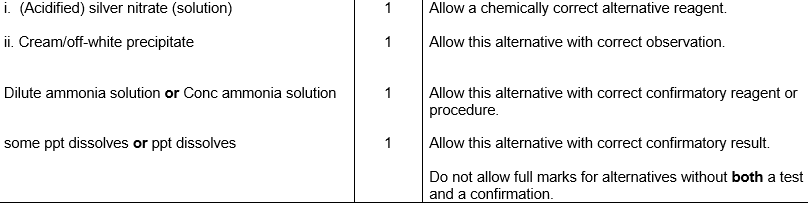 i. (Acidified) silver nitrate (solution) 1 Allow a chemically correct alternative reagent.
ii. Cream/off-white precipitate 1 Allow this alternative with correct observation.
Dilute ammonia solution or Conc ammonia solution 1 Allow this alternative with correct confirmatory reagent or
procedure.
some ppt dissolves or ppt dissolves 1 Allow this alternative with correct confirmatory result.
Do not allow full marks for alternatives without both a test
and a confirmation.